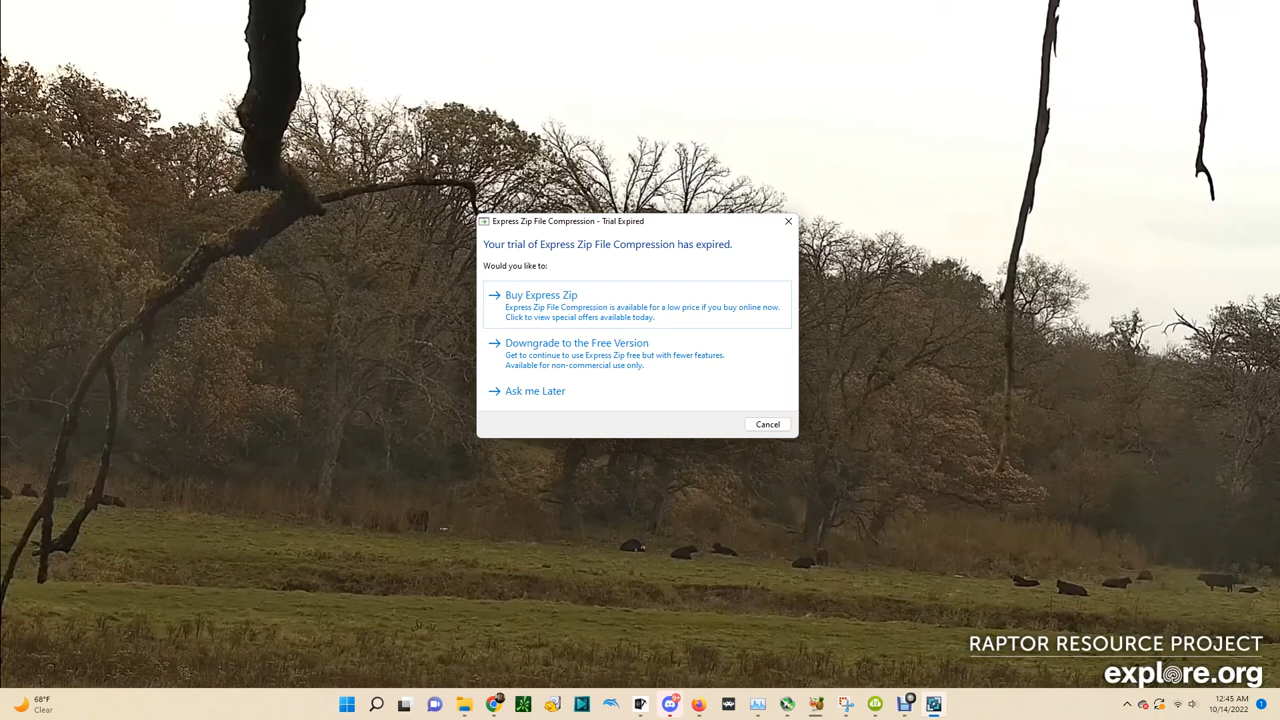 Express Zip File Compression - Trial Expired
Your trial of Express Zip File Compression has expired.
Would you like to:
Buy Express Zip
Express Zip File Compression is available for a low price if you buy online now.
Click to view special offers available today.
Downgrade to the Free Version
Get to continue to use Express Zip free but with fewer features.
Available for non-commercial use only.
Ask me Later
Cancel
RAPTOR RESOURCE PROJECT
explore.org
68°F
Clear
9+
12:45 AM
10/14/2022
1